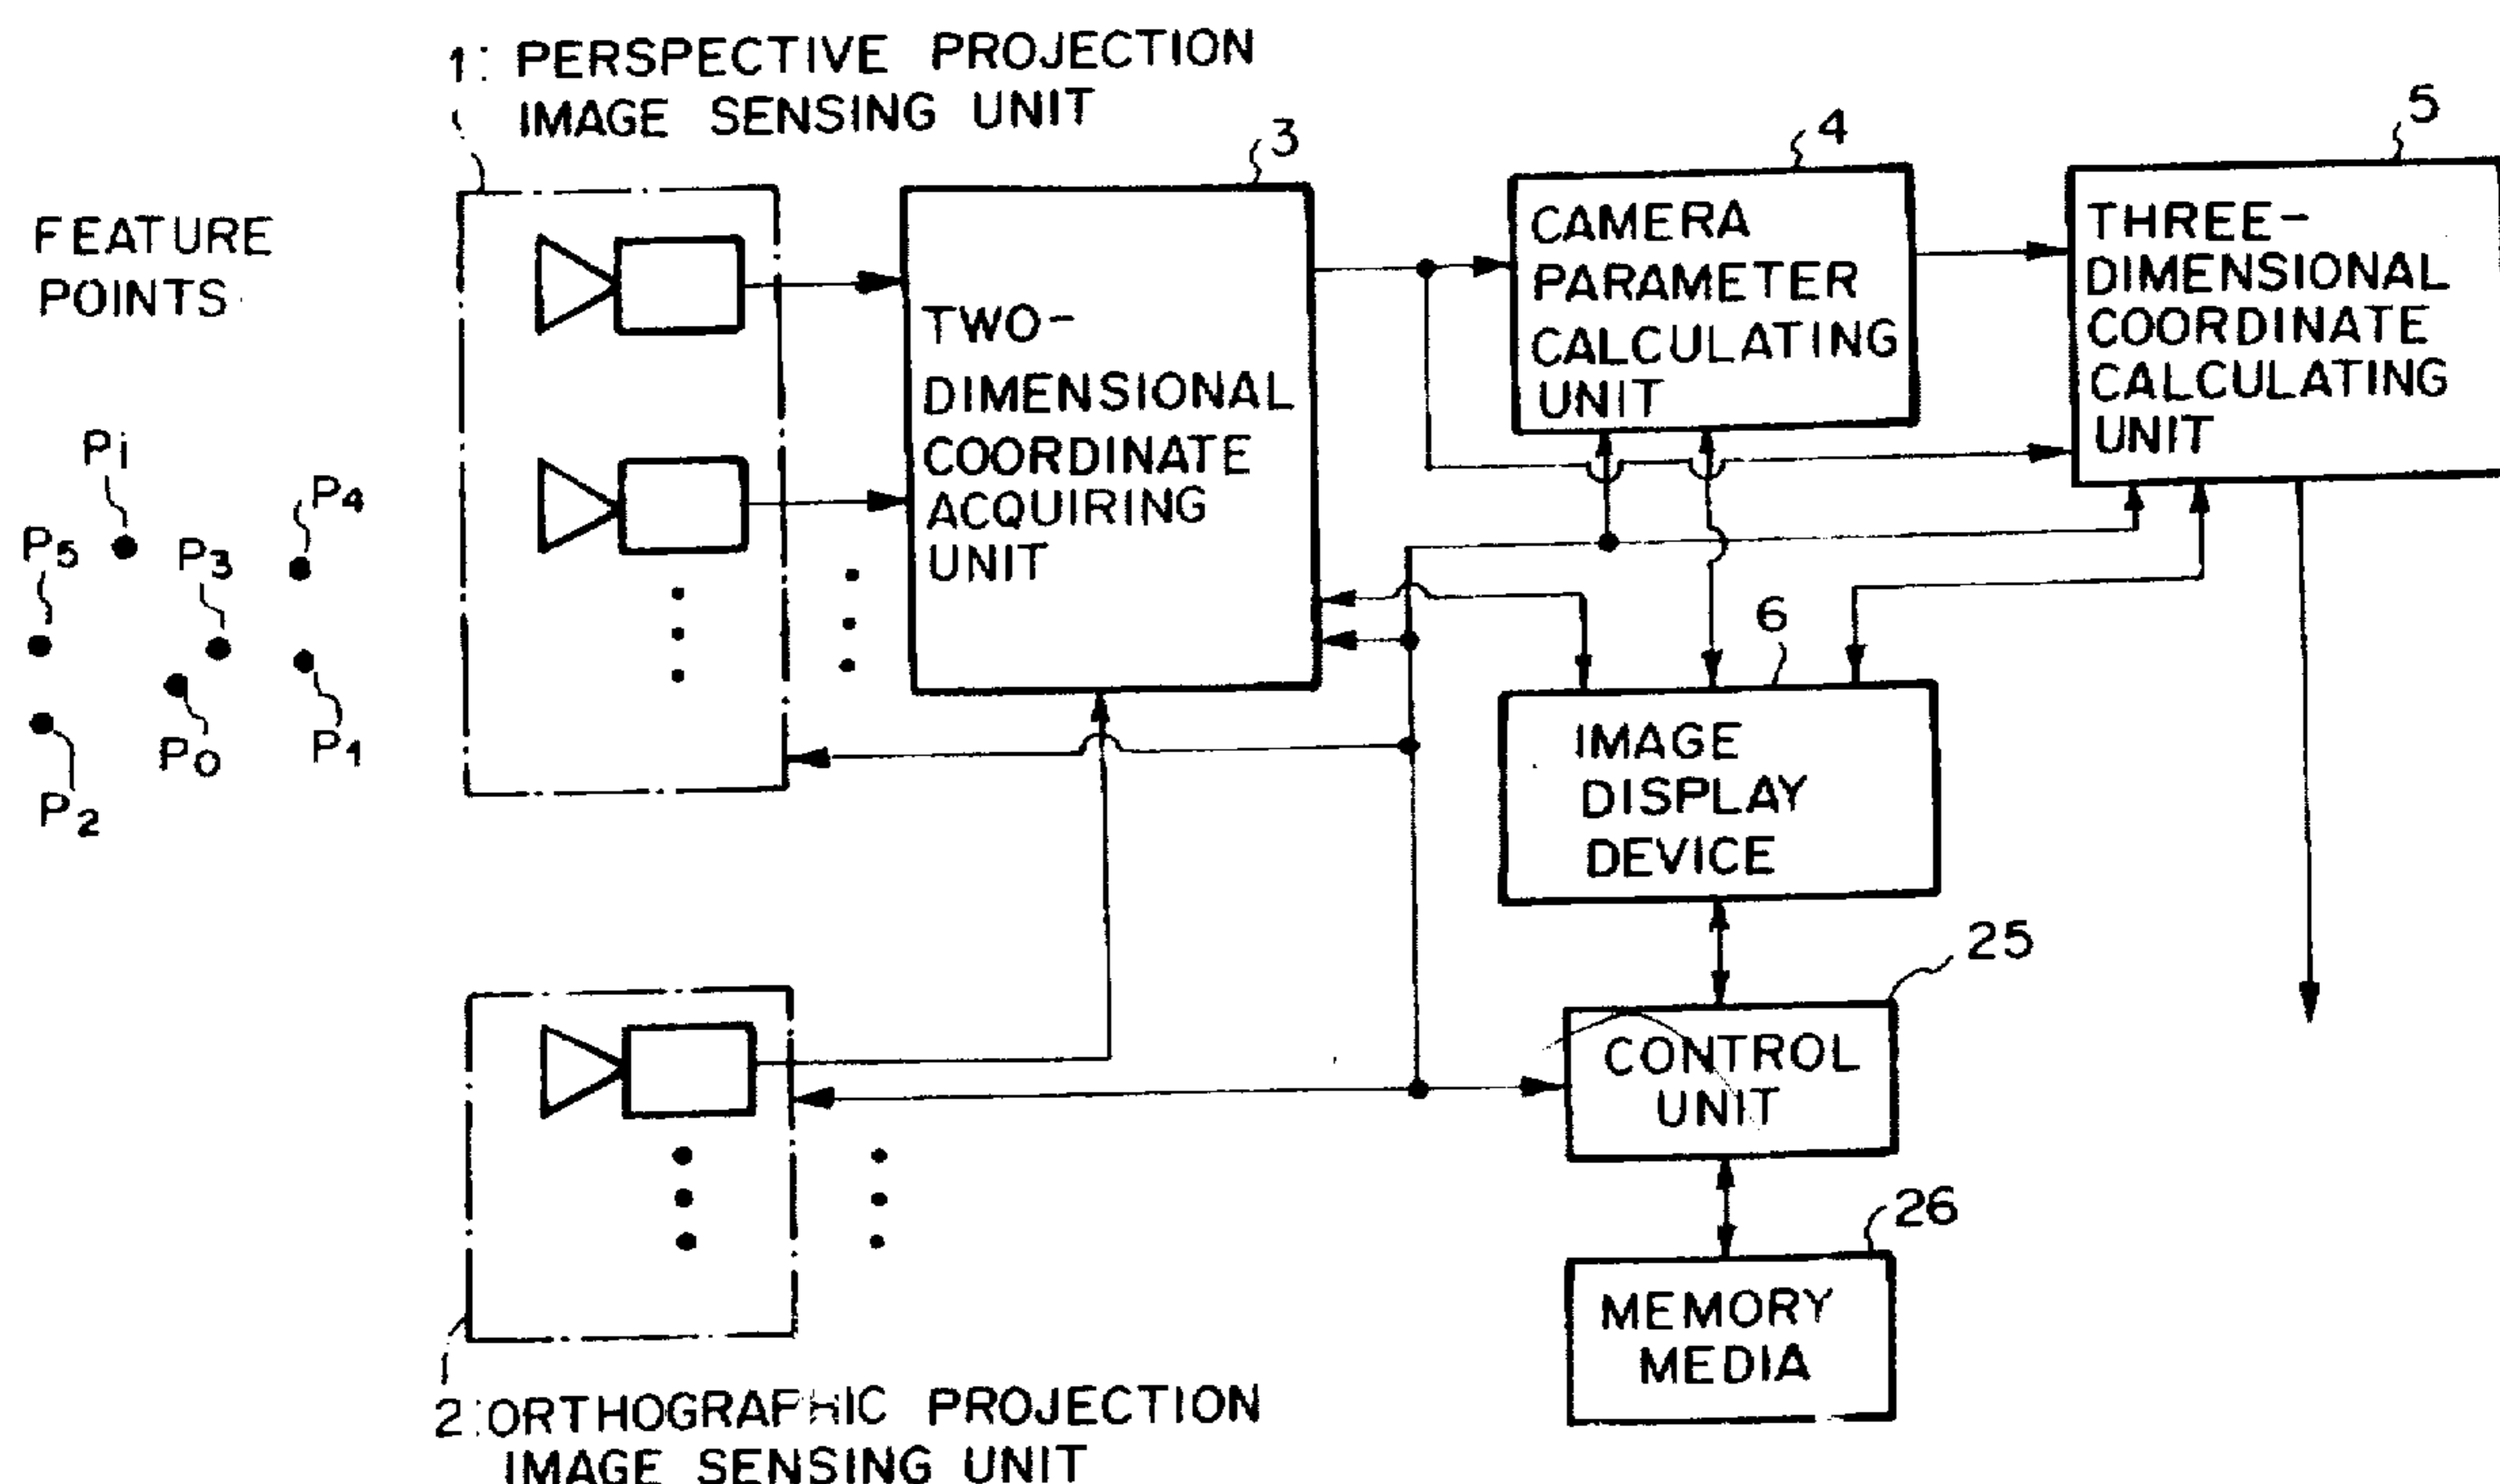 1: PERSPECTIVE PROJECTION
IMAGE SENSING UNIT
3
4
5
FEATURE
POINTS
TWO-
DIMENSIONAL
COORDINATE
ACQUIRING
UNIT
CAMERA
PARAMETER
CALCULATING
UNIT
THREE-
DIMENSIONAL
COORDINATE
CALCULATING
UNIT
Pi
P4
P5
P3
P0
P1
P2
6
IMAGE
DISPLAY
DEVICE
25
CONTROL
UNIT
26
MEMORY
MEDIA
2:ORTHOGRAPHIC PROJECTION
IMAGE SENSING UNIT